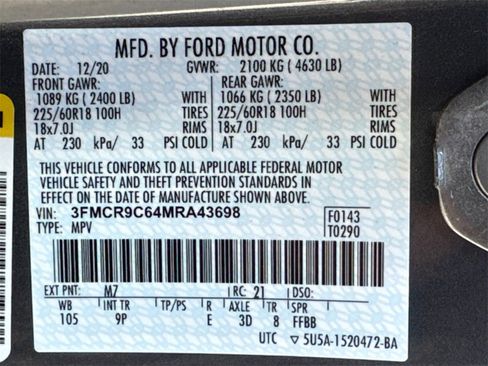 MFD. BY FORD MOTOR CO.
DATE: 12/20 GVWR: 2100 KG ( 4630 LB)
FRONT GAWR: REAR GAWR:
1089 KG ( 2400 LB) WITH 1066 KG ( 2350 LB) WITH
225/60R18 100H TIRES 225/60R18 100H TIRES
18x7.0J RIMS 18x7.0J RIMS
AT 230 kPa/ 33 PSI COLD AT 230 kPa/ 33 PSI COLD
THIS VEHICLE CONFORMS TO ALL APPLICABLE FEDERAL MOTOR
VEHICLE SAFETY AND THEFT PREVENTION STANDARDS IN
EFFECT ON THE DATE OF MANUFACTURE SHOWN ABOVE.
VIN: 3FMCR9C64MRA43698 F0143
TYPE: MPV T0290
EXT PNT: M7 RC: 21 DSO:
WB INT TR TP/PS R AXLE TR SPR
105 9P E 3D 8 FFBB
UTC 5U5A-1520472-BA